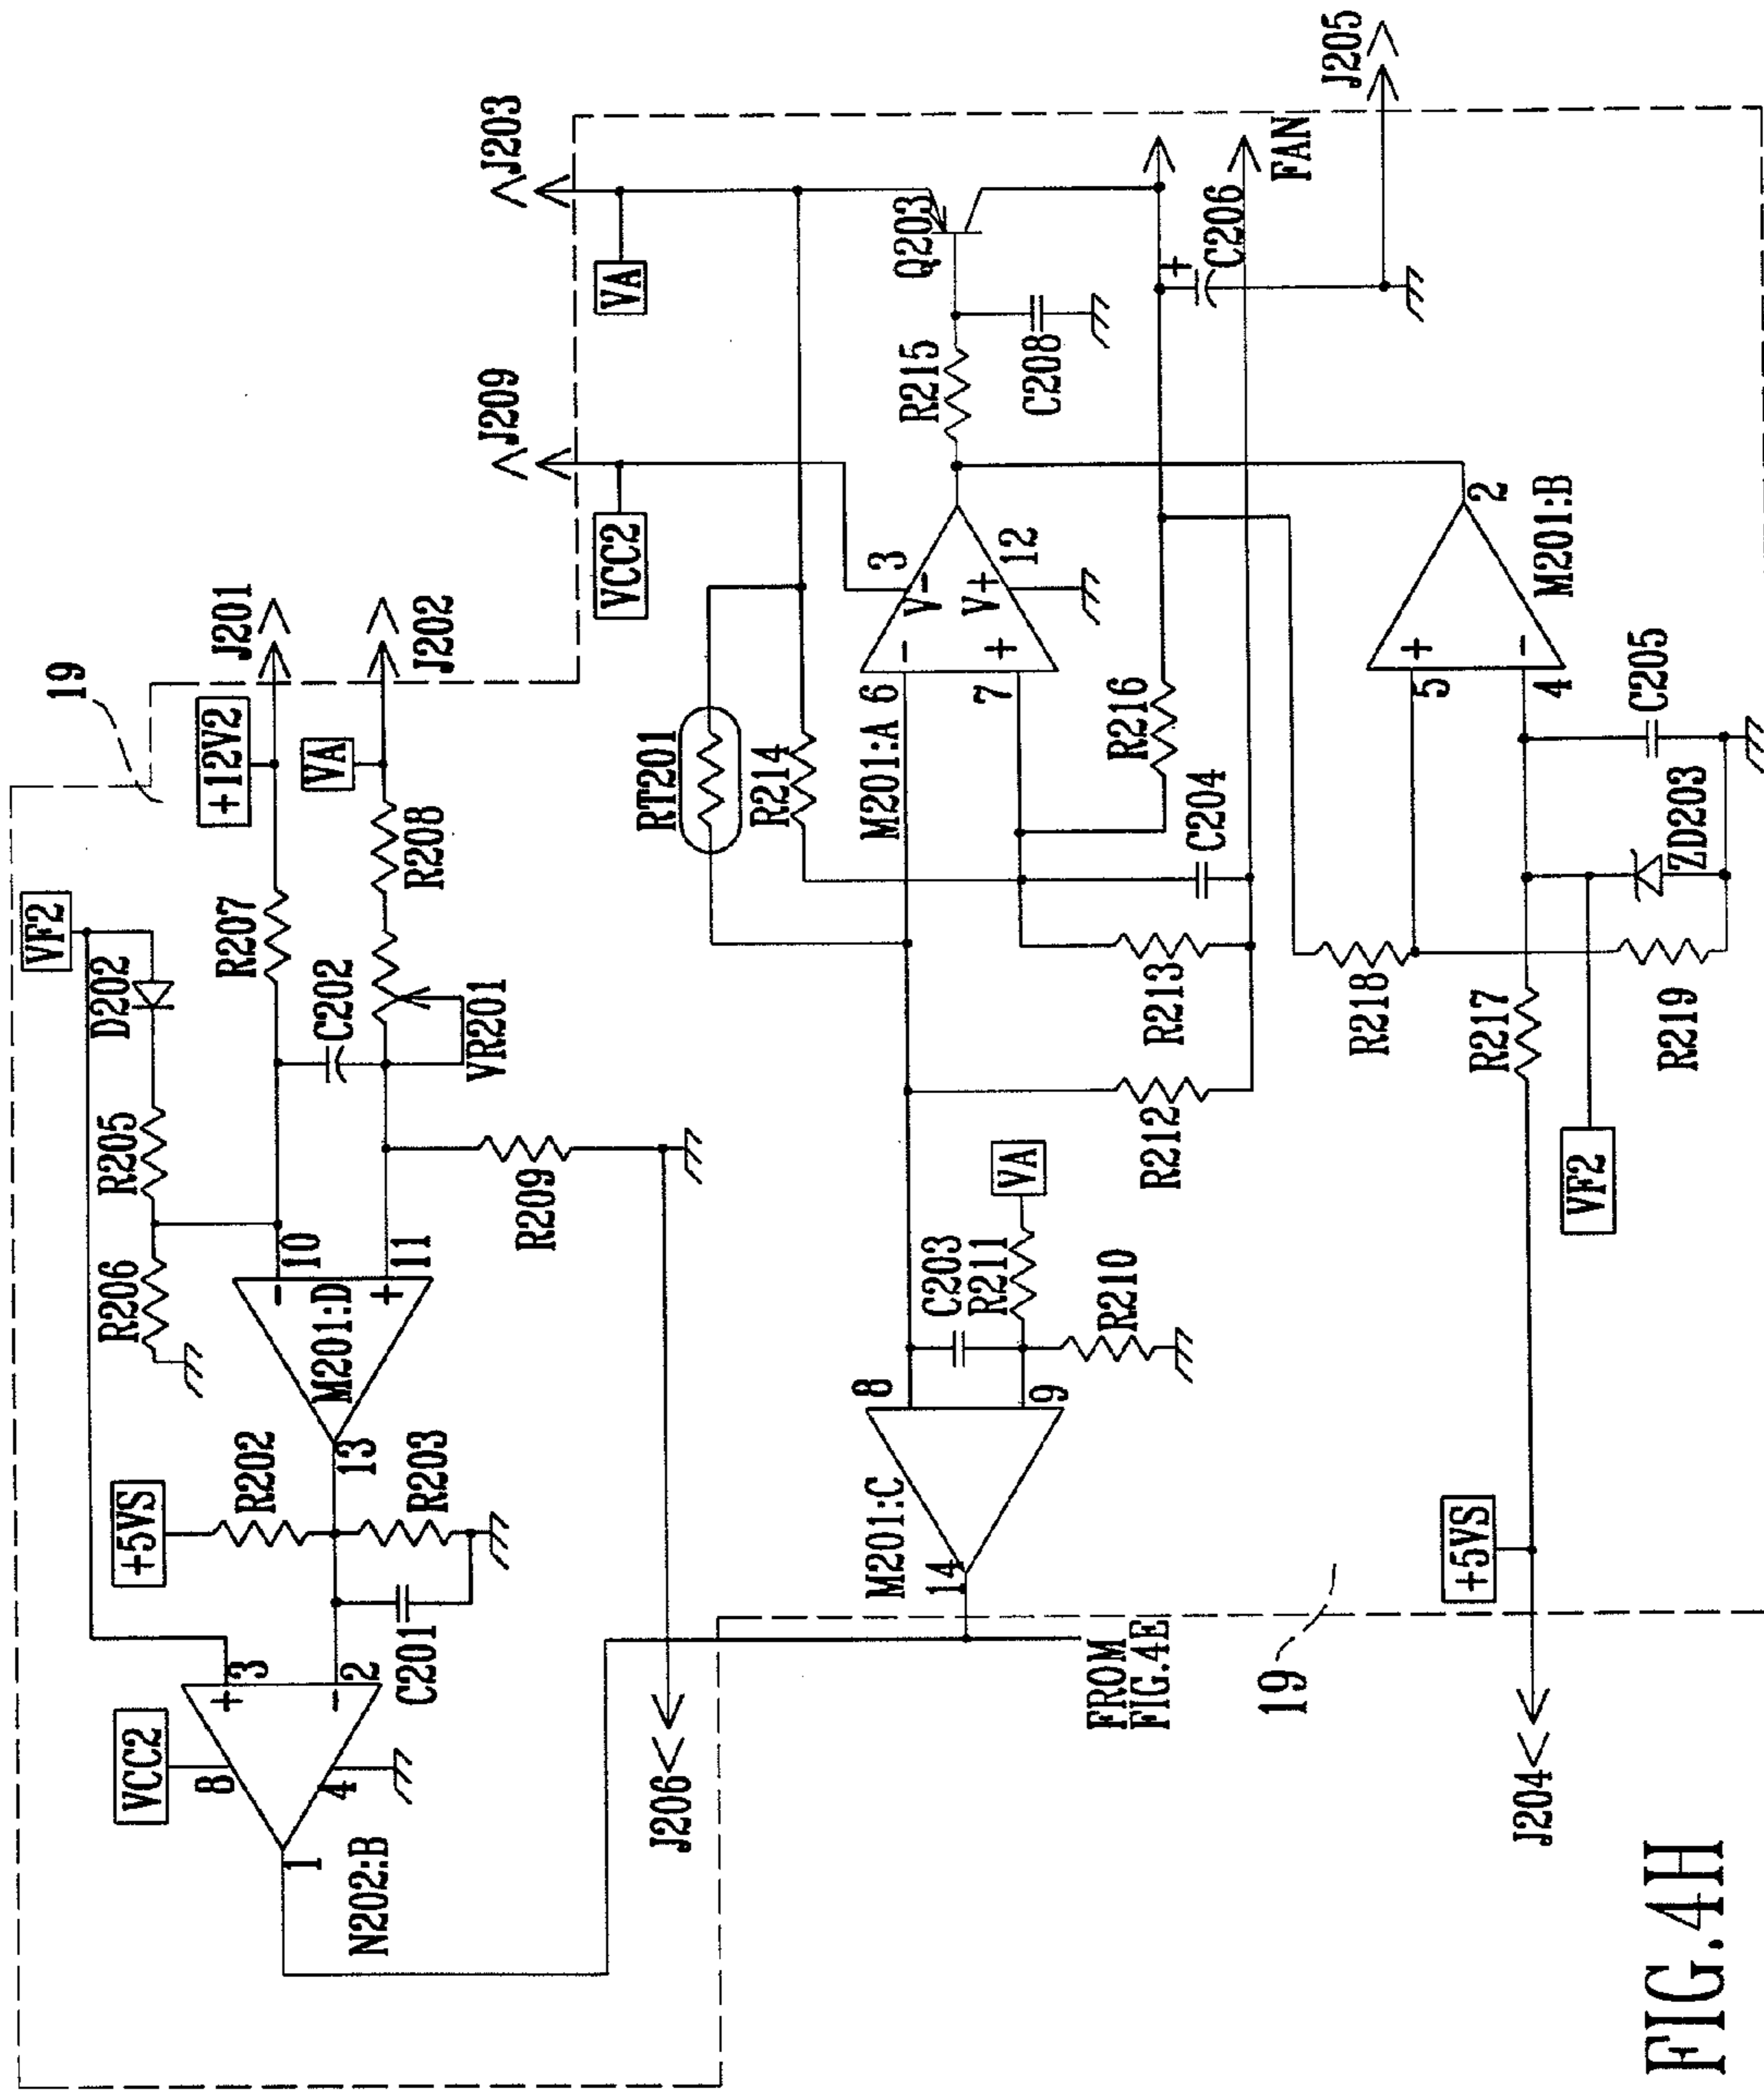 19
VF2
D202
R205
R206
+12V2
J201
R207
VA
J202
R208
C202
VR201
10
M201:D
-
+
11
13
R209
+5VS
R202
R203
C201
VCC2
8
+
3
-
2
4
1
N202:B
J206
J203
VA
J209
VCC2
RT201
R214
M201:A
6
-
V-
3
V+
12
+
7
R215
Q203
C208
R216
C204
+
C206
FAN
J205
R213
R212
VA
C203
R211
R210
8
9
M201:C
14
FROM
FIG.4E
19
R218
+
5
-
4
2
M201:B
C205
ZD203
R217
R219
VF2
+5VS
J204
FIG.4H